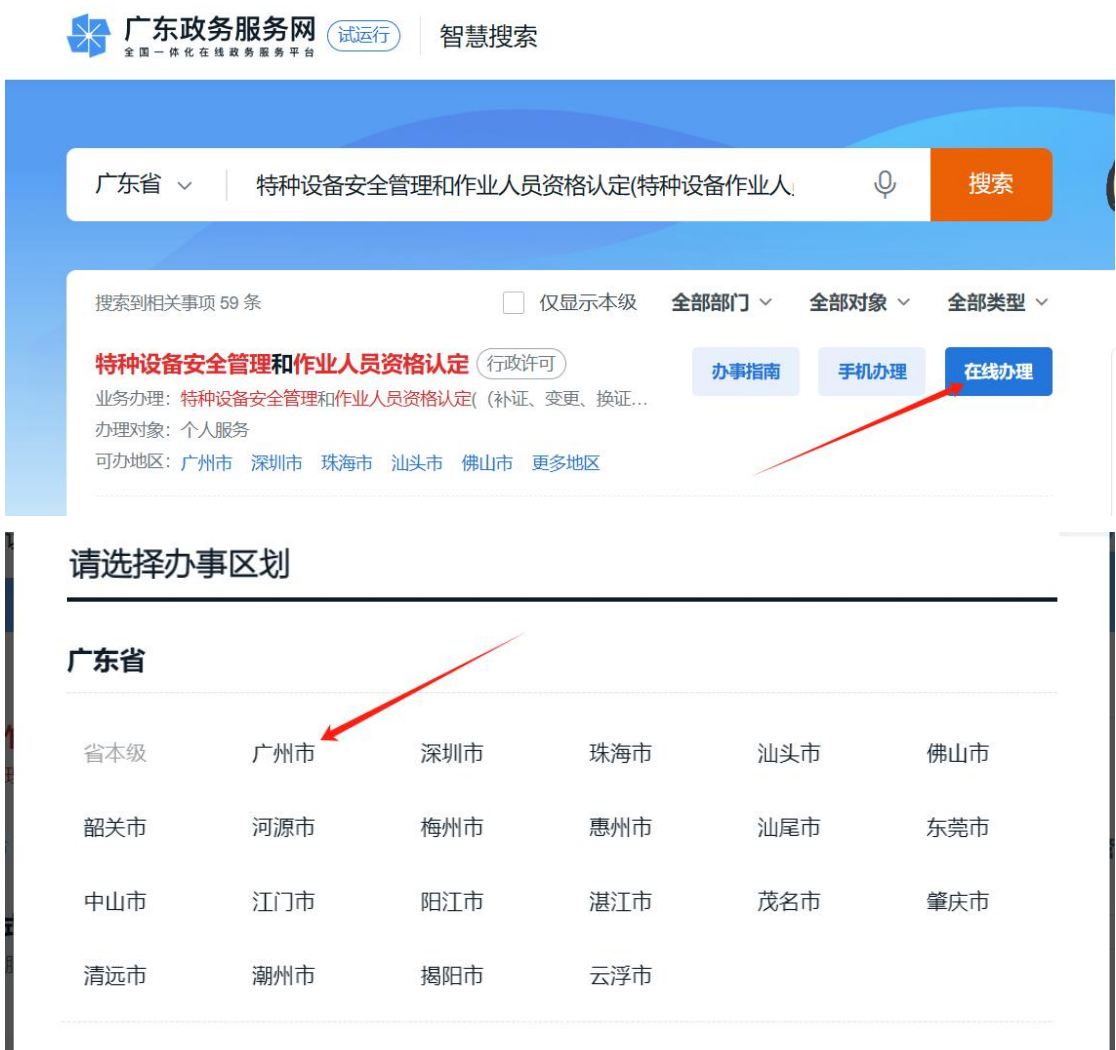 广东政务服务网 试运行 智慧搜索
全国一体化在线政务服务平台
广东省 特种设备安全管理和作业人员资格认定(特种设备作业人 搜索
搜索到相关事项 59 条 仅显示本级 全部部门 全部对象 全部类型
特种设备安全管理和作业人员资格认定 行政许可 办事指南 手机办理 在线办理
业务办理：特种设备安全管理和作业人员资格认定(（补证、变更、换证...
办理对象：个人服务
可办地区：广州市 深圳市 珠海市 汕头市 佛山市 更多地区
请选择办事区划
广东省
省本级 广州市 深圳市 珠海市 汕头市 佛山市
韶关市 河源市 梅州市 惠州市 汕尾市 东莞市
中山市 江门市 阳江市 湛江市 茂名市 肇庆市
清远市 潮州市 揭阳市 云浮市